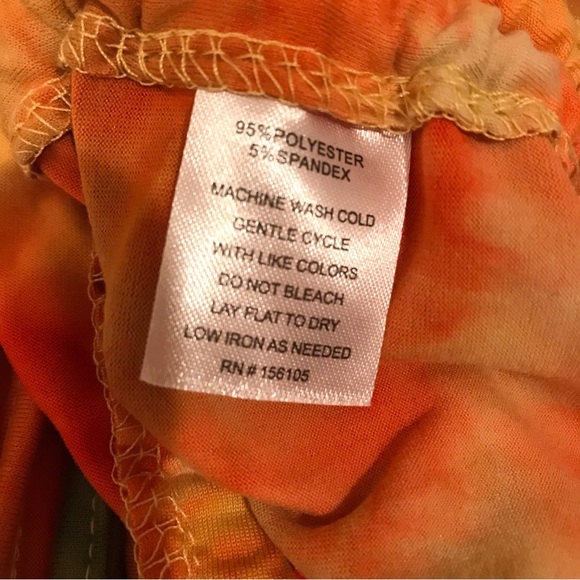 95%POLYESTER
5%SPANDEX
MACHINE WASH COLD
GENTLE CYCLE
WITH LIKE COLORS
DO NOT BLEACH
LAY FLAT TO DRY
LOW IRON AS NEEDED
RN # 156105